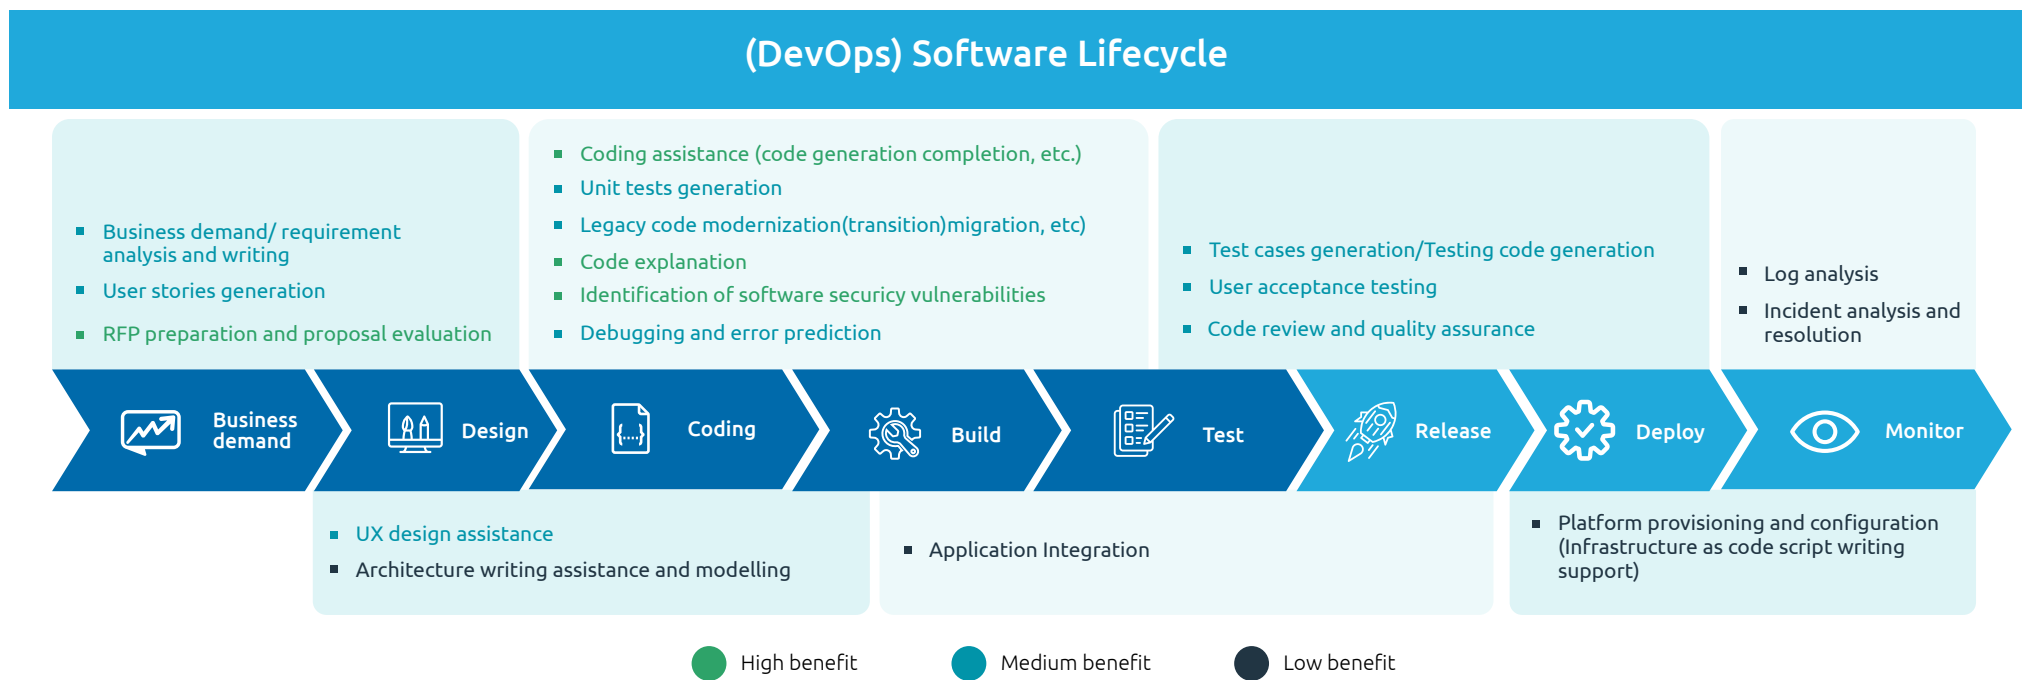 (DevOps) Software Lifecycle
Business demand/ requirement
analysis and writing
User stories generation
RFP preparation and proposal evaluation
Coding assistance (code generation completion, etc.)
Unit tests generation
Legacy code modernization(transition)migration, etc)
Code explanation
Identification of software securicy vulnerabilities
Debugging and error prediction
Test cases generation/Testing code generation
User acceptance testing
Code review and quality assurance
Log analysis
Incident analysis and
resolution
Business
demand
Design
Coding
Build
Test
Release
Deploy
Monitor
UX design assistance
Architecture writing assistance and modelling
Application Integration
Platform provisioning and configuration
(Infrastructure as code script writing
support)
High benefit
Medium benefit
Low benefit